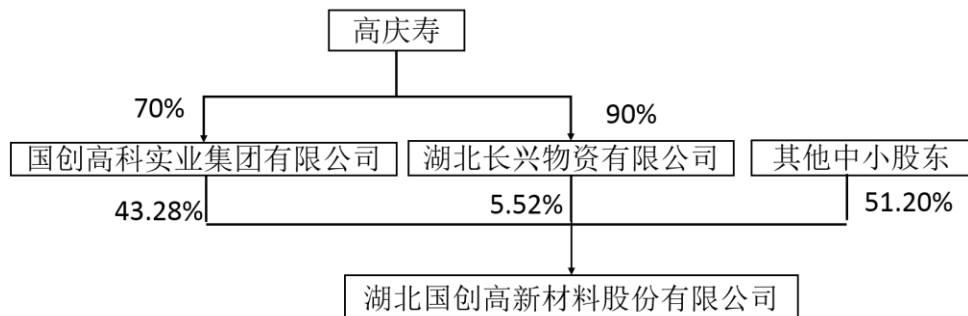 高庆寿
70%
90%
国创高科实业集团有限公司
湖北长兴物资有限公司
其他中小股东
43.28%
5.52%
51.20%
湖北国创高新材料股份有限公司